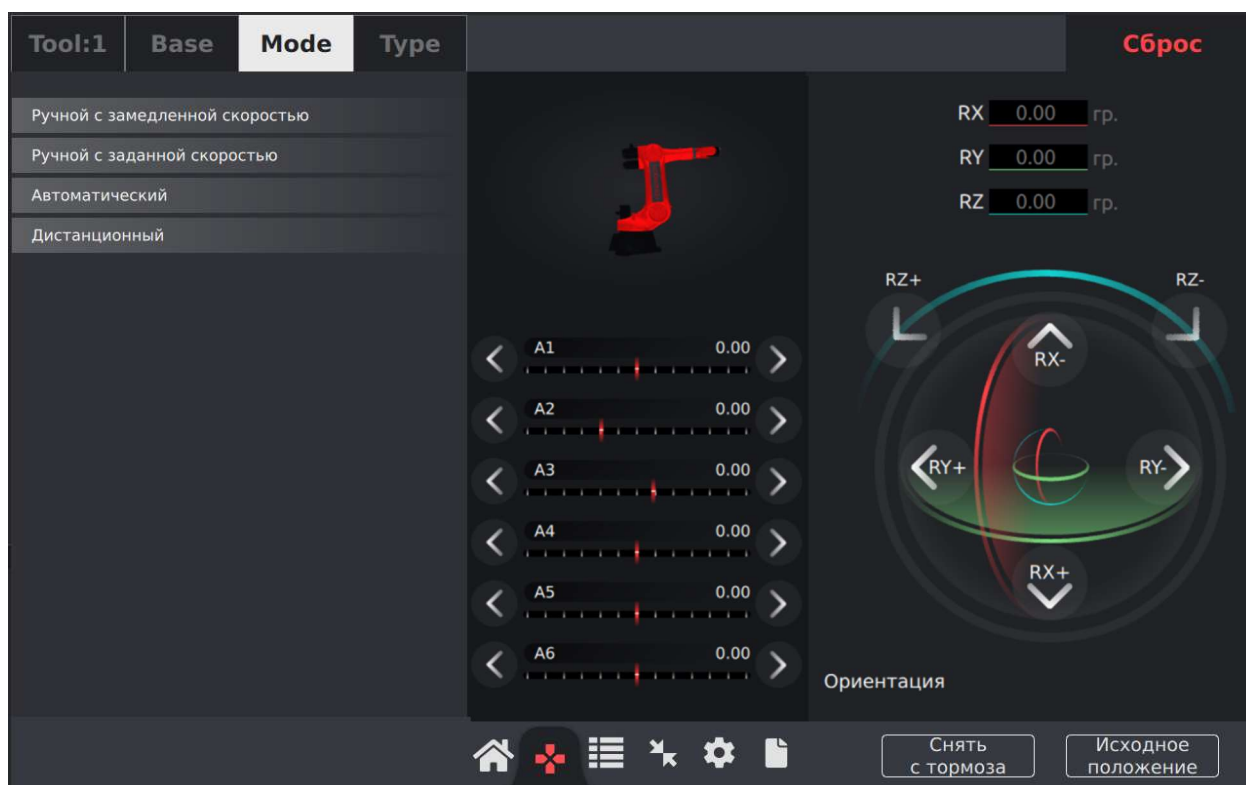 Tool:1
Base
Mode
Type
Сброс
Ручной с замедленной скоростью
Ручной с заданной скоростью
Автоматический
Дистанционный
A1 0.00
A2 0.00
A3 0.00
A4 0.00
A5 0.00
A6 0.00
RX 0.00 гр.
RY 0.00 гр.
RZ 0.00 гр.
RZ+
RZ-
RX-
RY+
RY-
RX+
Ориентация
Снять
с тормоза
Исходное
положение